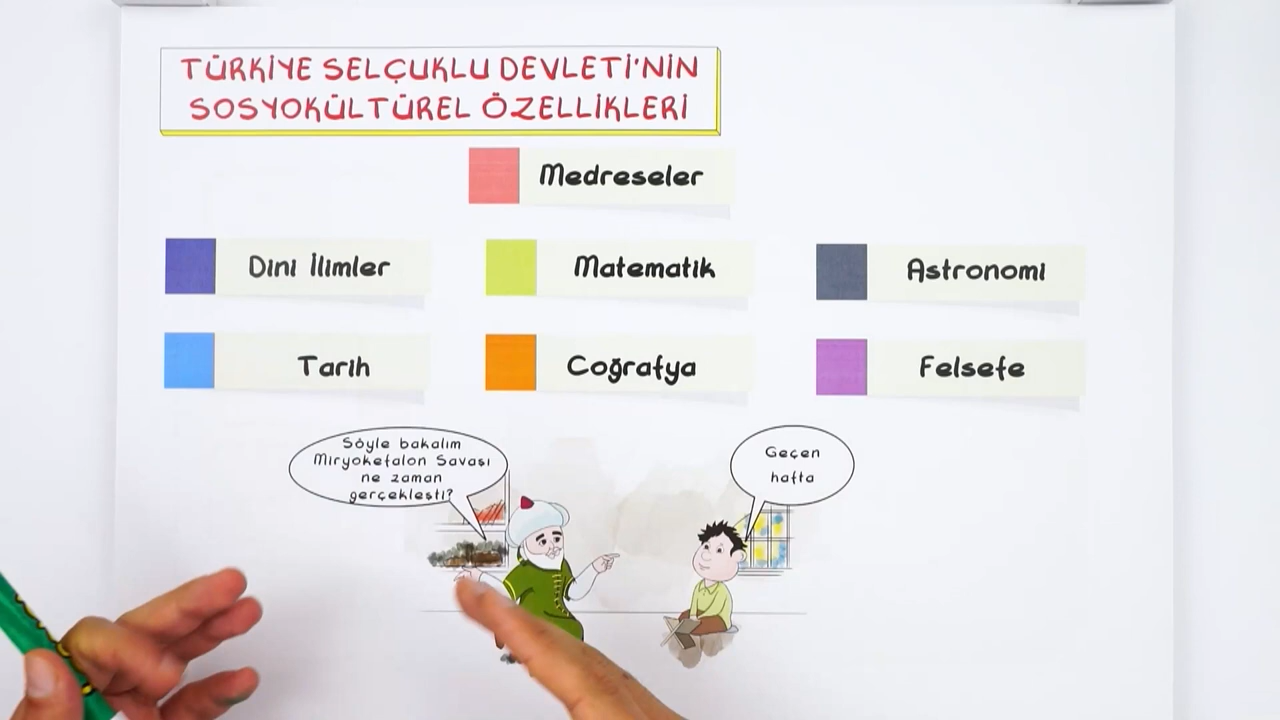 TÜRKİYE SELÇUKLU DEVLETİ'NİN
SOSYOKÜLTÜREL ÖZELLİKLERİ
Medreseler
Dini İlimler
Matematik
Astronomi
Tarih
Coğrafya
Felsefe
Söyle bakalım
Miryokefalon Savaşı
ne zaman
gerçekleşti?
Geçen
hafta